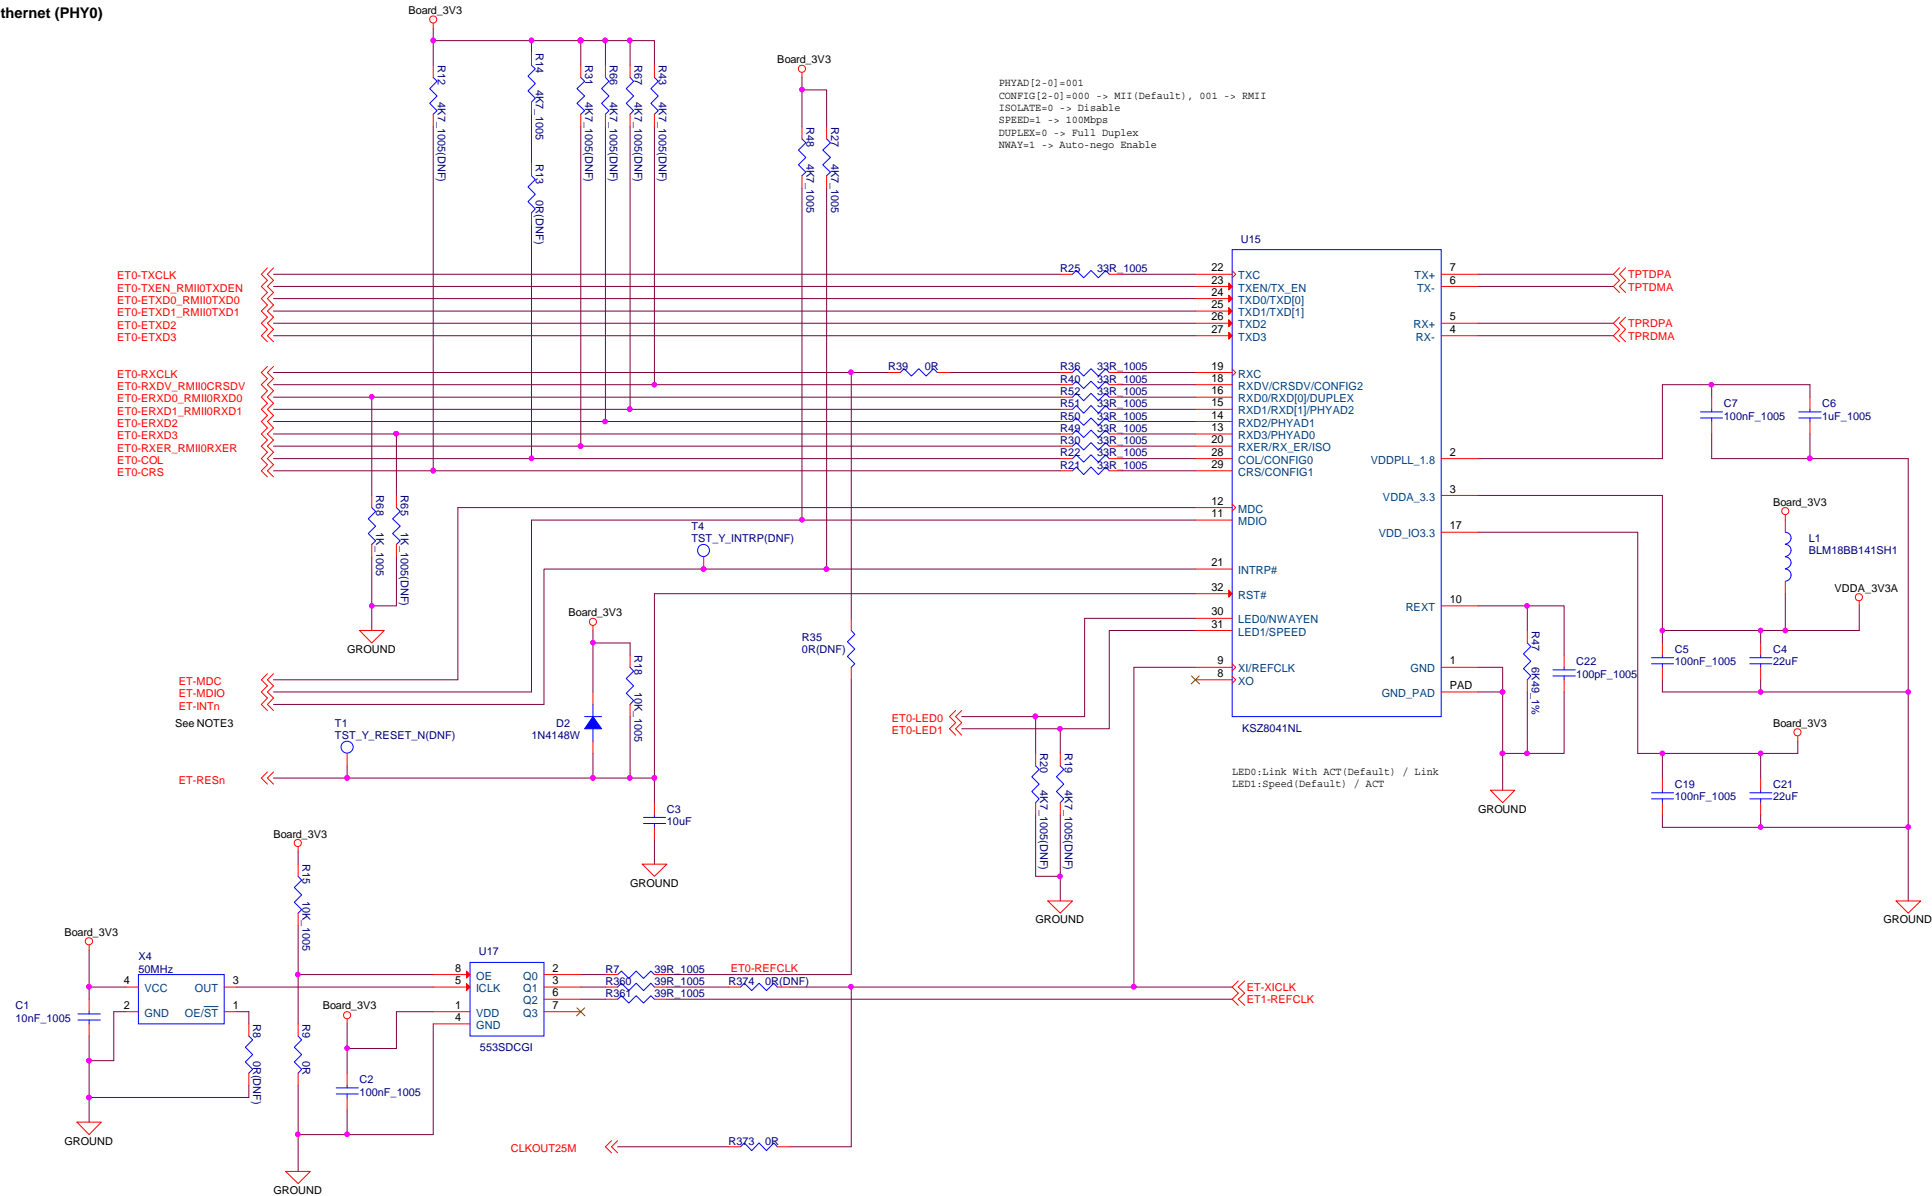 thernet (PHY0)
Board_3V3
R12 4K7_1005(DNF)
R14 4K7_1005
R13 0R(DNF)
R31 4K7_1005(DNF)
R66 4K7_1005(DNF)
R67 4K7_1005(DNF)
R43 4K7_1005(DNF)
Board_3V3
R48 4K7_1005
R27 4K7_1005
PHYAD[2-0]=001
CONFIG[2-0]=000 -> MII(Default), 001 -> RMII
ISOLATE=0 -> Disable
SPEED=1 -> 100Mbps
DUPLEX=0 -> Full Duplex
NWAY=1 -> Auto-nego Enable
ET0-TXCLK
ET0-TXEN_RMII0TXDEN
ET0-ETXD0_RMII0TXD0
ET0-ETXD1_RMII0TXD1
ET0-ETXD2
ET0-ETXD3
ET0-RXCLK
ET0-RXDV_RMII0CRSDV
ET0-ERXD0_RMII0RXD0
ET0-ERXD1_RMII0RXD1
ET0-ERXD2
ET0-ERXD3
ET0-RXER_RMII0RXER
ET0-COL
ET0-CRS
R25 33R_1005
R39 0R
R36 33R_1005
R40 33R_1005
R52 33R_1005
R51 33R_1005
R50 33R_1005
R49 33R_1005
R30 33R_1005
R22 33R_1005
R21 33R_1005
U15
22 TXC
23 TXEN/TX_EN
24 TXD0/TXD[0]
25 TXD1/TXD[1]
26 TXD2
27 TXD3
19 RXC
18 RXDV/CRSDV/CONFIG2
16 RXD0/RXD[0]/DUPLEX
15 RXD1/RXD[1]/PHYAD2
14 RXD2/PHYAD1
13 RXD3/PHYAD0
20 RXER/RX_ER/ISO
28 COL/CONFIG0
29 CRS/CONFIG1
12 MDC
11 MDIO
21 INTRP#
32 RST#
30 LED0/NWAYEN
31 LED1/SPEED
9 XI/REFCLK
8 XO
TX+ 7 TPTDPA
TX- 6 TPTDMA
RX+ 5 TPRDPA
RX- 4 TPRDMA
VDDPLL_1.8 2
VDDA_3.3 3
VDD_IO3.3 17
REXT 10
GND 1
GND_PAD PAD
KSZ8041NL
LED0:Link With ACT(Default) / Link
LED1:Speed(Default) / ACT
C7
100nF_1005
C6
1uF_1005
Board_3V3
L1
BLM18BB141SH1
VDDA_3V3A
C5
100nF_1005
C4
22uF
R47 6K49_1%
C22
100pF_1005
Board_3V3
C19
100nF_1005
C21
22uF
GROUND
GROUND
R68 1K_1005
R65 1K_1005(DNF)
GROUND
T4
TST_Y_INTRP(DNF)
Board_3V3
R18 10K_1005
D2
1N4148W
R35
0R(DNF)
ET-MDC
ET-MDIO
ET-INTn
See NOTE3
T1
TST_Y_RESET_N(DNF)
ET-RESn
C3
10uF
GROUND
ET0-LED0
ET0-LED1
R20 4K7_1005(DNF)
R19 4K7_1005(DNF)
GROUND
Board_3V3
R15 10K_1005
Board_3V3
X4
50MHz
4 VCC OUT 3
2 GND OE/ST 1
C1
10nF_1005
R8 0R(DNF)
GROUND
R9 0R
Board_3V3
C2
100nF_1005
GROUND
U17
8 OE Q0 2
5 ICLK Q1 3
Q2 6
1 VDD Q3 7
4 GND
553SDCGI
R7 39R_1005 ET0-REFCLK
R360 39R_1005 R374 0R(DNF)
R361 39R_1005
ET-XICLK
ET1-REFCLK
CLKOUT25M
R373 0R